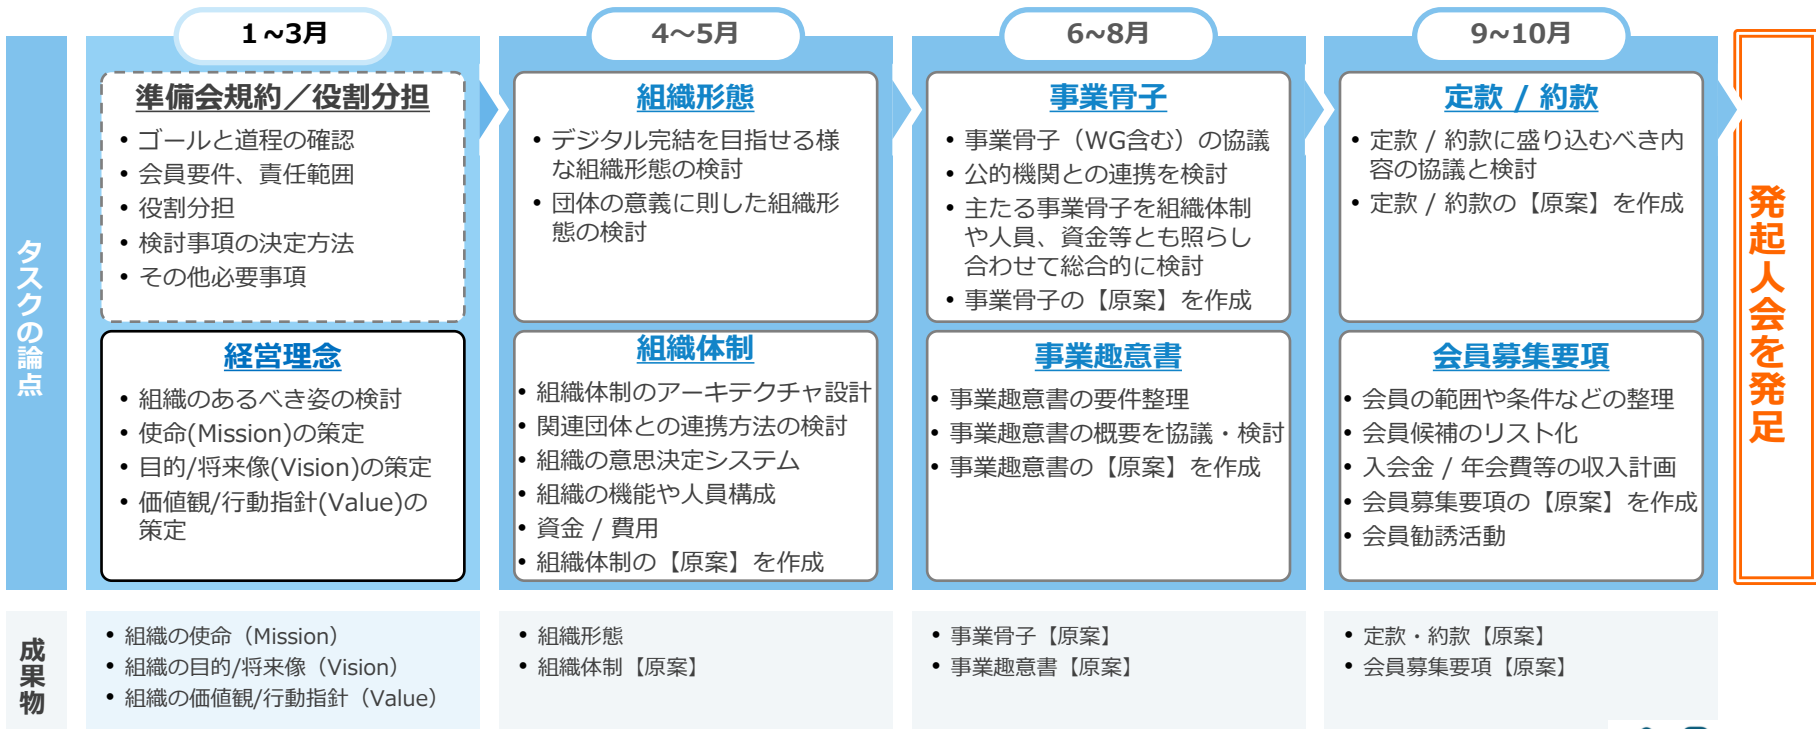 1~3月
4〜5月
6~8月
9~10月
タスクの論点
準備会規約／役割分担
• ゴールと道程の確認
• 会員要件、責任範囲
• 役割分担
• 検討事項の決定方法
• その他必要事項
経営理念
• 組織のあるべき姿の検討
• 使命(Mission)の策定
• 目的/将来像(Vision)の策定
• 価値観/行動指針(Value)の
策定
組織形態
• デジタル完結を目指せる様
な組織形態の検討
• 団体の意義に則した組織形
態の検討
組織体制
• 組織体制のアーキテクチャ設計
• 関連団体との連携方法の検討
• 組織の意思決定システム
• 組織の機能や人員構成
• 資金 / 費用
• 組織体制の【原案】を作成
事業骨子
• 事業骨子（WG含む）の協議
• 公的機関との連携を検討
• 主たる事業骨子を組織体制
や人員、資金等とも照らし
合わせて総合的に検討
• 事業骨子の【原案】を作成
事業趣意書
• 事業趣意書の要件整理
• 事業趣意書の概要を協議・検討
• 事業趣意書の【原案】を作成
定款 / 約款
• 定款 / 約款に盛り込むべき内
容の協議と検討
• 定款 / 約款の【原案】を作成
会員募集要項
• 会員の範囲や条件などの整理
• 会員候補のリスト化
• 入会金 / 年会費等の収入計画
• 会員募集要項の【原案】を作成
• 会員勧誘活動
発起人会を発足
成果物
• 組織の使命（Mission）
• 組織の目的/将来像（Vision）
• 組織の価値観/行動指針（Value）
• 組織形態
• 組織体制【原案】
• 事業骨子【原案】
• 事業趣意書【原案】
• 定款・約款【原案】
• 会員募集要項【原案】